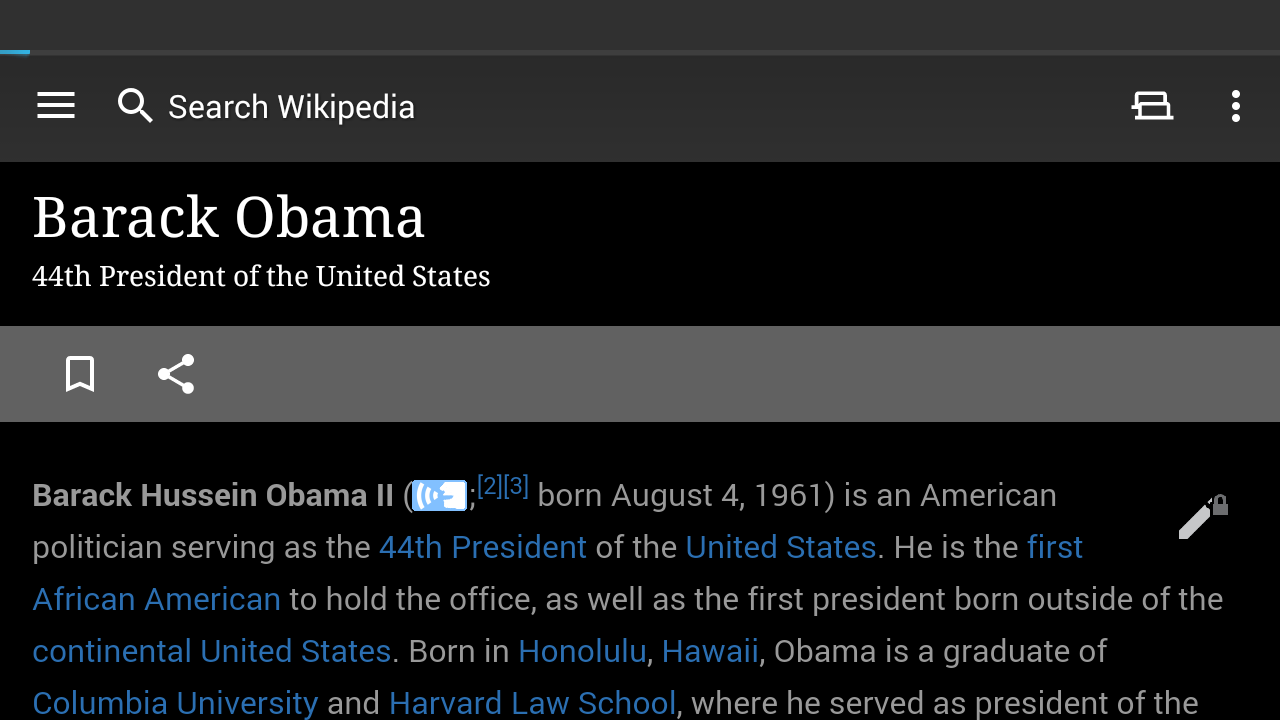 Search Wikipedia
Barack Obama
44th President of the United States
Barack Hussein Obama II (;[2][3] born August 4, 1961) is an American
politician serving as the 44th President of the United States. He is the first
African American to hold the office, as well as the first president born outside of the
continental United States. Born in Honolulu, Hawaii, Obama is a graduate of
Columbia University and Harvard Law School, where he served as president of the